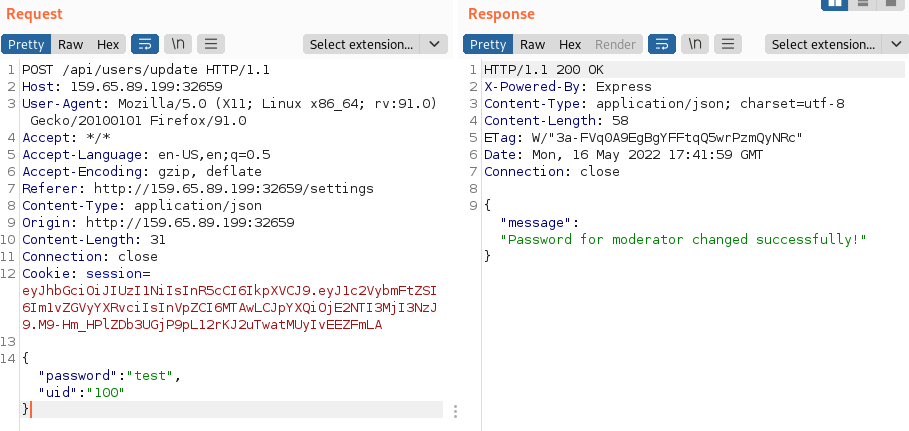 Request
Pretty Raw Hex \n Select extension...
1 POST /api/users/update HTTP/1.1
2 Host: 159.65.89.199:32659
3 User-Agent: Mozilla/5.0 (X11; Linux x86_64; rv:91.0)
Gecko/20100101 Firefox/91.0
4 Accept: */*
5 Accept-Language: en-US,en;q=0.5
6 Accept-Encoding: gzip, deflate
7 Referer: http://159.65.89.199:32659/settings
8 Content-Type: application/json
9 Origin: http://159.65.89.199:32659
10 Content-Length: 31
11 Connection: close
12 Cookie: session=
eyJhbGciOiJIUzI1NiIsInR5cCI6IkpXVCJ9.eyJ1c2VybmFtZSI
6Im1vZGVyYXRvciIsInVpZCI6MTAwLCJpYXQiOjE2NTI3MjI3NzJ
9.M9-Hm_HPlZDb3UGjP9pL12rKJ2uTwatMUyIvEEZFmLA
13
14 {
"password":"test",
"uid":"100"
}
Response
Pretty Raw Hex Render \n Select extension...
1 HTTP/1.1 200 OK
2 X-Powered-By: Express
3 Content-Type: application/json; charset=utf-8
4 Content-Length: 58
5 ETag: W/"3a-FVq0A9EgBgYFFtqQ5wrPzmQyNRc"
6 Date: Mon, 16 May 2022 17:41:59 GMT
7 Connection: close
8
9 {
"message":
"Password for moderator changed successfully!"
}